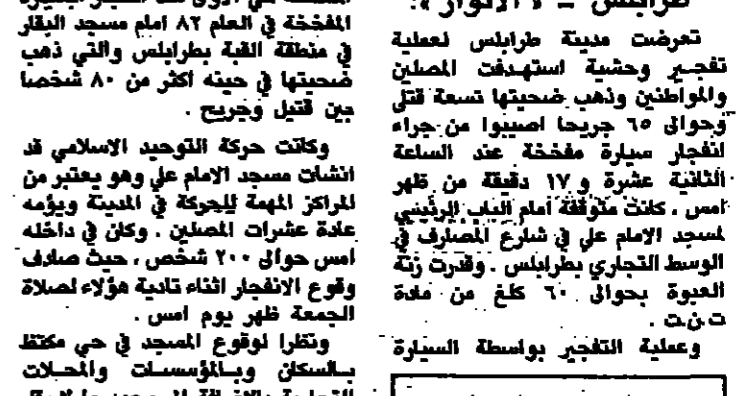 طرابلس - « الانوار »:
تعرضت مدينة طرابلس لعملية
تفجير وحشية استهدفت المصلين
والمواطنين وذهب ضحيتها تسعة قتلى
وحوالى ٦٥ جريحا اصيبوا من جراء
انفجار سيارة مفخخة عند الساعة
الثانية عشرة و ١٧ دقيقة من ظهر
امس ، كانت متوقفة أمام الباب الرئيسي
لمسجد الامام علي في شارع المصارف في
الوسط التجاري بطرابلس . وقدرت زنة
العبوة بحوالى ٦٠ كلغ من مادة
ت.ن.ت .
وعملية التفجير بواسطة السيارة
المفخخة في العام ٨٢ امام مسجد البقار
في منطقة القبة بطرابلس والتي ذهب
ضحيتها في حينه اكثر من ٨٠ شخصا
بين قتيل وجريح .
وكانت حركة التوحيد الاسلامي قد
انشات مسجد الامام علي وهو يعتبر من
المراكز المهمة للحركة في المدينة ويؤمه
عادة عشرات المصلين . وكان في داخله
امس حوالى ٢٠٠ شخص ، حيث صادف
وقوع الانفجار اثناء تادية هؤلاء لصلاة
الجمعة ظهر يوم امس .
ونظرا لوقوع المسجد في حي مكتظ
بالسكان وبالمؤسسات والمحلات